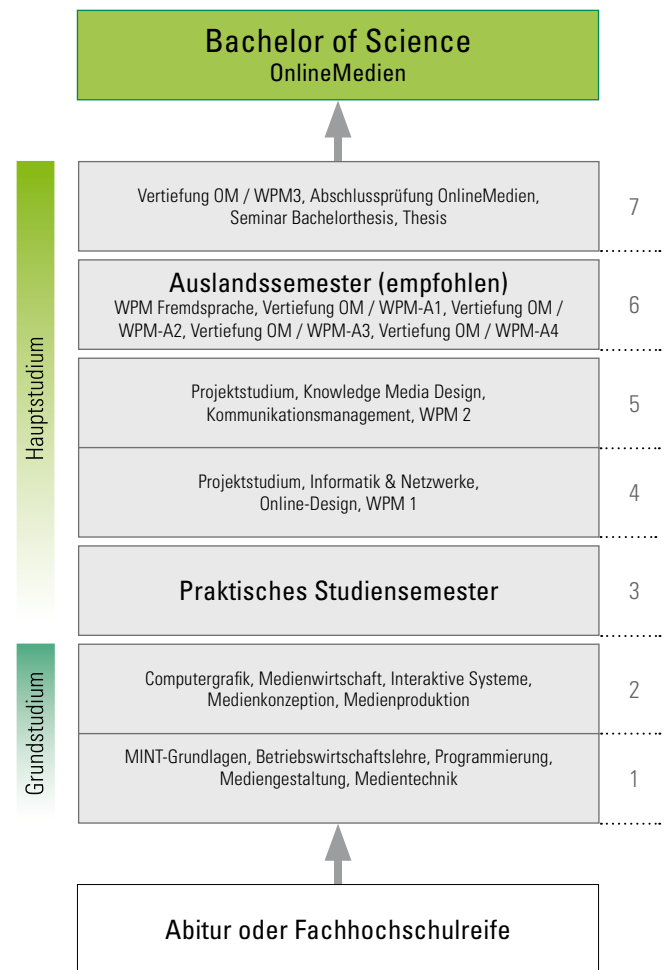 Bachelor of Science
OnlineMedien
Vertiefung OM / WPM3, Abschlussprüfung OnlineMedien,
Seminar Bachelorthesis, Thesis
7
Auslandssemester (empfohlen)
WPM Fremdsprache, Vertiefung OM / WPM-A1, Vertiefung OM /
WPM-A2, Vertiefung OM / WPM-A3, Vertiefung OM / WPM-A4
6
Projektstudium, Knowledge Media Design,
Kommunikationsmanagement, WPM 2
5
Projektstudium, Informatik & Netzwerke,
Online-Design, WPM 1
4
Praktisches Studiensemester
3
Hauptstudium
Computergrafik, Medienwirtschaft, Interaktive Systeme,
Medienkonzeption, Medienproduktion
2
MINT-Grundlagen, Betriebswirtschaftslehre, Programmierung,
Mediengestaltung, Medientechnik
1
Grundstudium
Abitur oder Fachhochschulreife